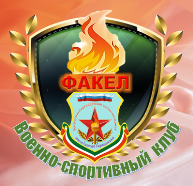 ФАКЕЛ
Военно-спортивный клуб